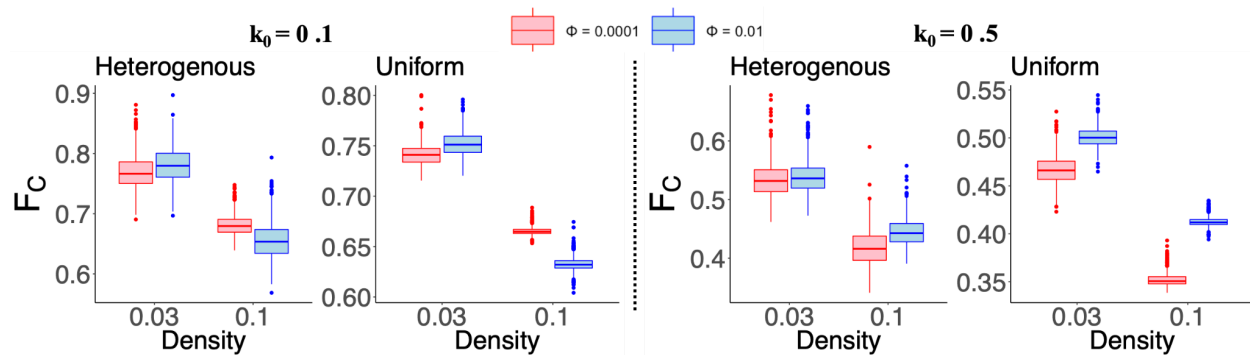 k₀ = 0 .1
Φ = 0.0001
Φ = 0.01
k₀ = 0 .5
Heterogenous
F_C
0.9
0.8
0.7
0.6
0.03
0.1
Density
Uniform
0.80
0.75
0.70
0.65
0.60
0.03
0.1
Density
Heterogenous
F_C
0.6
0.5
0.4
0.03
0.1
Density
Uniform
0.55
0.50
0.45
0.40
0.35
0.03
0.1
Density